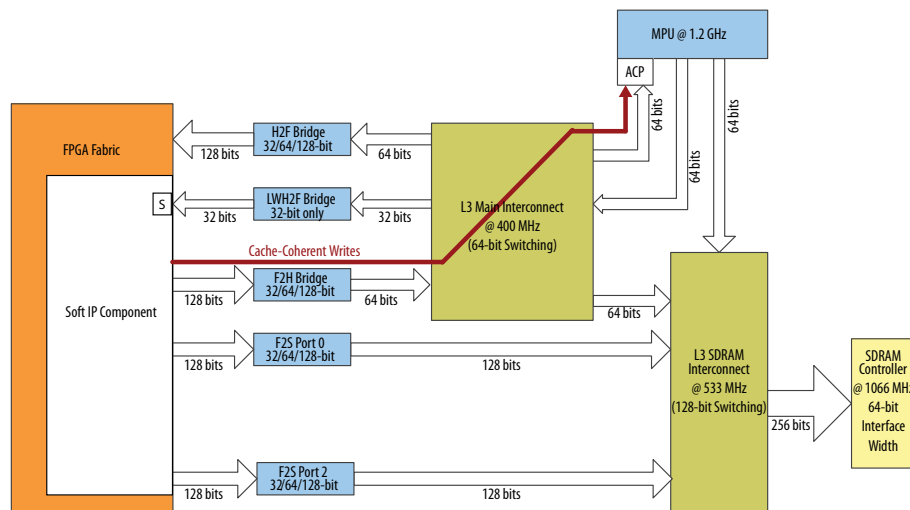 MPU @ 1.2 GHz
ACP
64 bits
64 bits
64 bits
FPGA Fabric
H2F Bridge
32/64/128-bit
128 bits
64 bits
S
LWH2F Bridge
32-bit only
32 bits
32 bits
L3 Main Interconnect
@ 400 MHz
(64-bit Switching)
Cache-Coherent Writes
F2H Bridge
32/64/128-bit
128 bits
64 bits
64 bits
Soft IP Component
F2S Port 0
32/64/128-bit
128 bits
128 bits
L3 SDRAM
Interconnect
@ 533 MHz
(128-bit Switching)
256 bits
SDRAM
Controller
@ 1066 MHz
64-bit
Interface
Width
F2S Port 2
32/64/128-bit
128 bits
128 bits